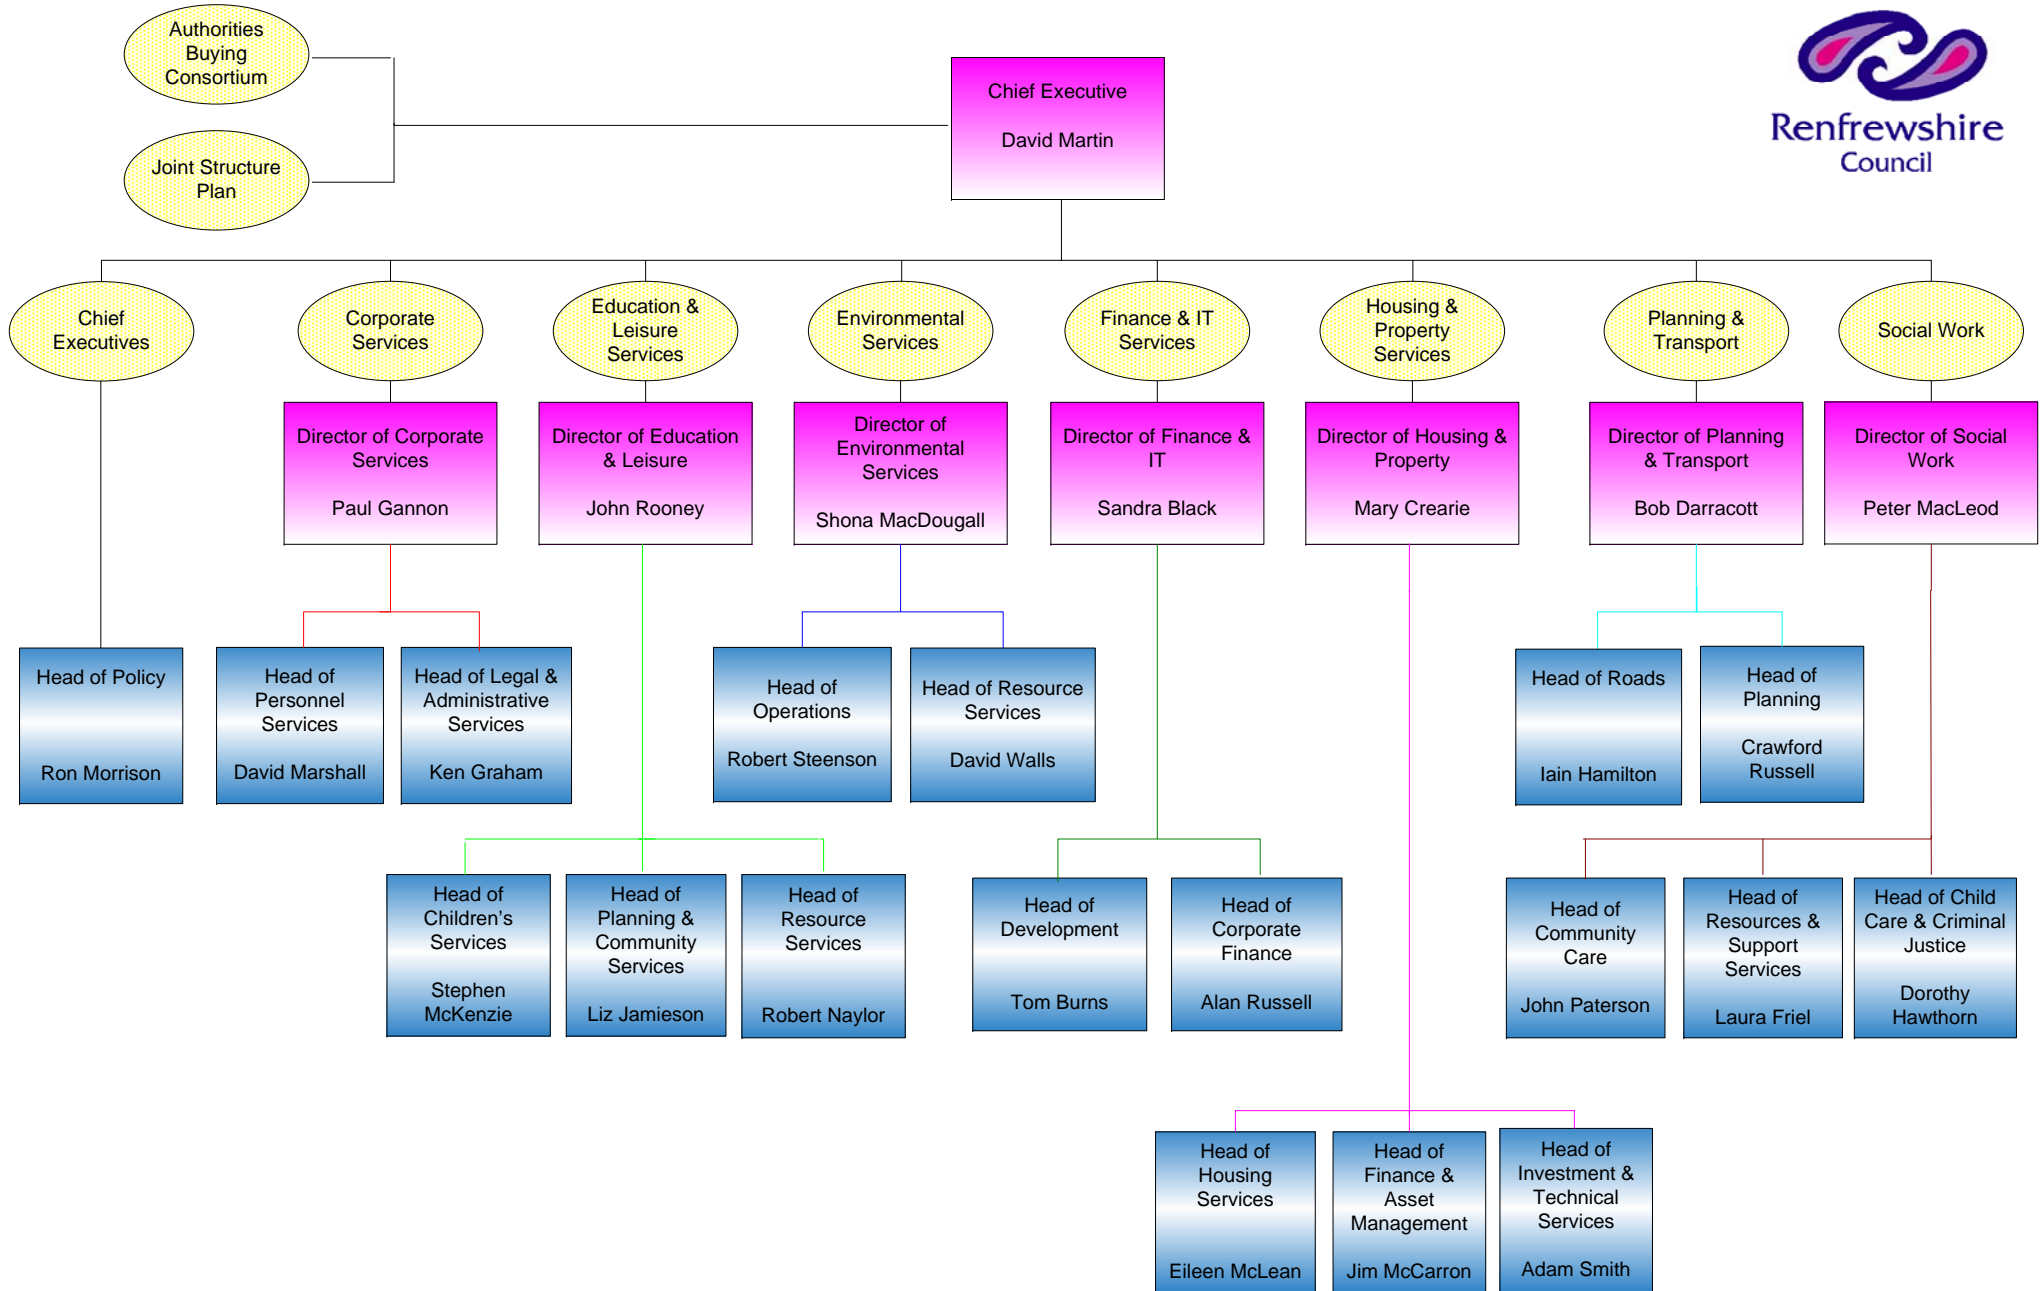 Authorities
Buying
Consortium
Joint Structure
Plan
Chief Executive
David Martin
Renfrewshire
Council
Chief
Executives
Corporate
Services
Education &
Leisure
Services
Environmental
Services
Finance & IT
Services
Housing &
Property
Services
Planning &
Transport
Social Work
Director of Corporate
Services
Paul Gannon
Director of Education
& Leisure
John Rooney
Director of
Environmental
Services
Shona MacDougall
Director of Finance &
IT
Sandra Black
Director of Housing &
Property
Mary Crearie
Director of Planning
& Transport
Bob Darracott
Director of Social
Work
Peter MacLeod
Head of Policy
Ron Morrison
Head of
Personnel
Services
David Marshall
Head of Legal &
Administrative
Services
Ken Graham
Head of
Operations
Robert Steenson
Head of Resource
Services
David Walls
Head of Roads
Iain Hamilton
Head of
Planning
Crawford
Russell
Head of
Children’s
Services
Stephen
McKenzie
Head of
Planning &
Community
Services
Liz Jamieson
Head of
Resource
Services
Robert Naylor
Head of
Development
Tom Burns
Head of
Corporate
Finance
Alan Russell
Head of
Community
Care
John Paterson
Head of
Resources &
Support
Services
Laura Friel
Head of Child
Care & Criminal
Justice
Dorothy
Hawthorn
Head of
Housing
Services
Eileen McLean
Head of
Finance &
Asset
Management
Jim McCarron
Head of
Investment &
Technical
Services
Adam Smith